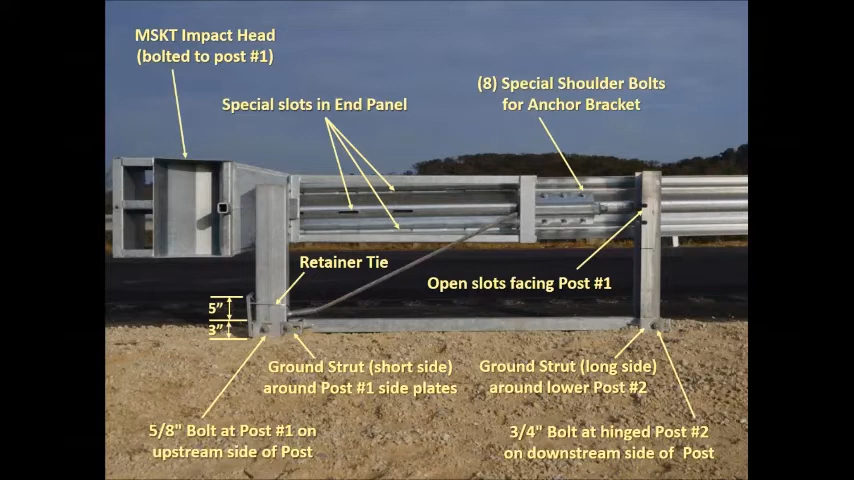 MSKT Impact Head
(bolted to post #1)
(8) Special Shoulder Bolts
for Anchor Bracket
Special slots in End Panel
Retainer Tie
Open slots facing Post #1
5”
3”
Ground Strut (short side)
around Post #1 side plates
Ground Strut (long side)
around lower Post #2
5/8" Bolt at Post #1 on
upstream side of Post
3/4" Bolt at hinged Post #2
on downstream side of Post